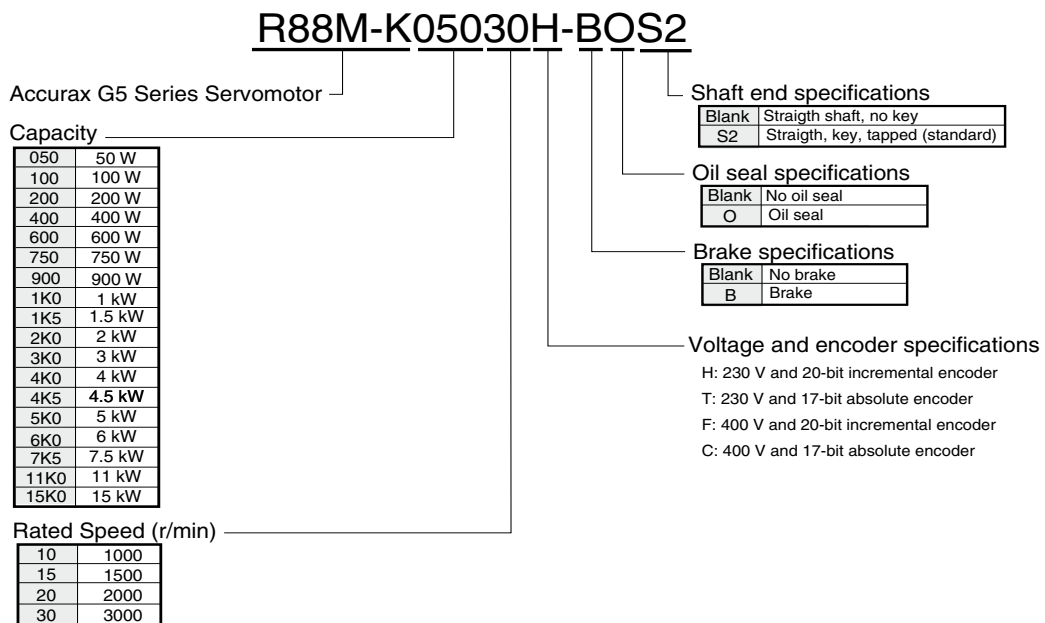 R88M-K05030H-BOS2
Accurax G5 Series Servomotor
Capacity
050 50 W
100 100 W
200 200 W
400 400 W
600 600 W
750 750 W
900 900 W
1K0 1 kW
1K5 1.5 kW
2K0 2 kW
3K0 3 kW
4K0 4 kW
4K5 4.5 kW
5K0 5 kW
6K0 6 kW
7K5 7.5 kW
11K0 11 kW
15K0 15 kW
Rated Speed (r/min)
10 1000
15 1500
20 2000
30 3000
Shaft end specifications
Blank Straigth shaft, no key
S2 Straigth, key, tapped (standard)
Oil seal specifications
Blank No oil seal
O Oil seal
Brake specifications
Blank No brake
B Brake
Voltage and encoder specifications
H: 230 V and 20-bit incremental encoder
T: 230 V and 17-bit absolute encoder
F: 400 V and 20-bit incremental encoder
C: 400 V and 17-bit absolute encoder